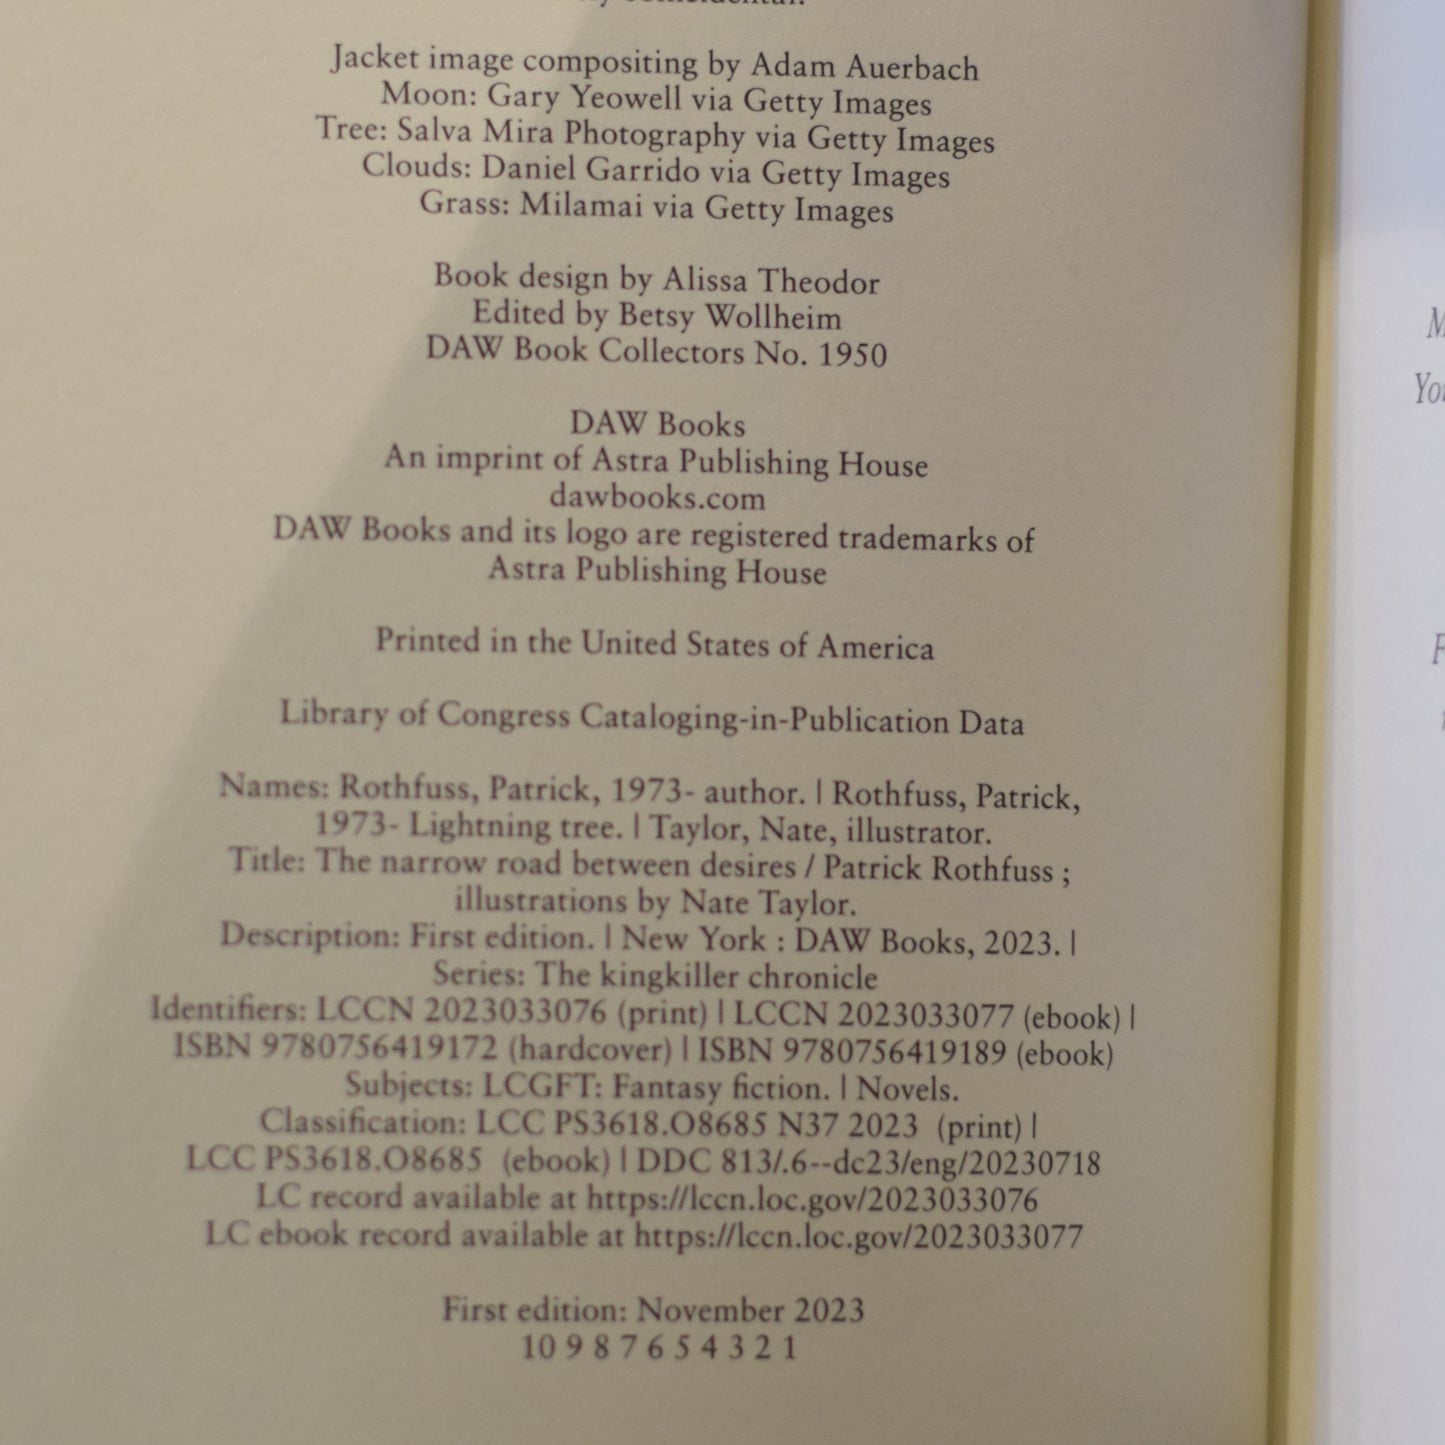 coincidental.
Jacket image compositing by Adam Auerbach
Moon: Gary Yeowell via Getty Images
Tree: Salva Mira Photography via Getty Images
Clouds: Daniel Garrido via Getty Images
Grass: Milamai via Getty Images
Book design by Alissa Theodor
Edited by Betsy Wollheim
DAW Book Collectors No. 1950
DAW Books
An imprint of Astra Publishing House
dawbooks.com
DAW Books and its logo are registered trademarks of
Astra Publishing House
Printed in the United States of America
Library of Congress Cataloging-in-Publication Data
Names: Rothfuss, Patrick, 1973- author. | Rothfuss, Patrick,
1973- Lightning tree. | Taylor, Nate, illustrator.
Title: The narrow road between desires / Patrick Rothfuss ;
illustrations by Nate Taylor.
Description: First edition. | New York : DAW Books, 2023. |
Series: The kingkiller chronicle
Identifiers: LCCN 2023033076 (print) | LCCN 2023033077 (ebook) |
ISBN 9780756419172 (hardcover) | ISBN 9780756419189 (ebook)
Subjects: LCGFT: Fantasy fiction. | Novels.
Classification: LCC PS3618.O8685 N37 2023 (print) |
LCC PS3618.O8685 (ebook) | DDC 813/.6--dc23/eng/20230718
LC record available at https://lccn.loc.gov/2023033076
LC ebook record available at https://lccn.loc.gov/2023033077
First edition: November 2023
10 9 8 7 6 5 4 3 2 1